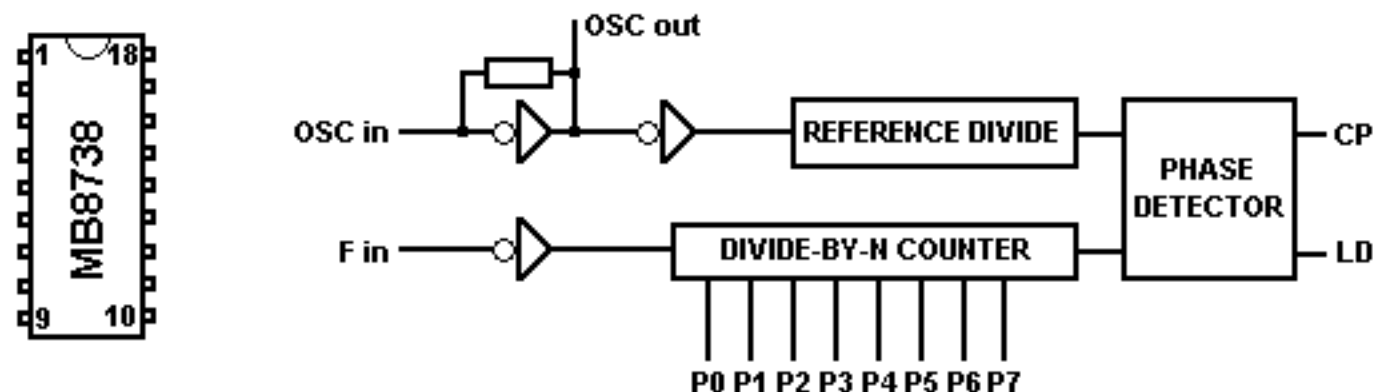 1 18
MB8738
9 10
OSC out
OSC in
REFERENCE DIVIDE
PHASE
DETECTOR
CP
F in
DIVIDE-BY-N COUNTER
LD
P0 P1 P2 P3 P4 P5 P6 P7